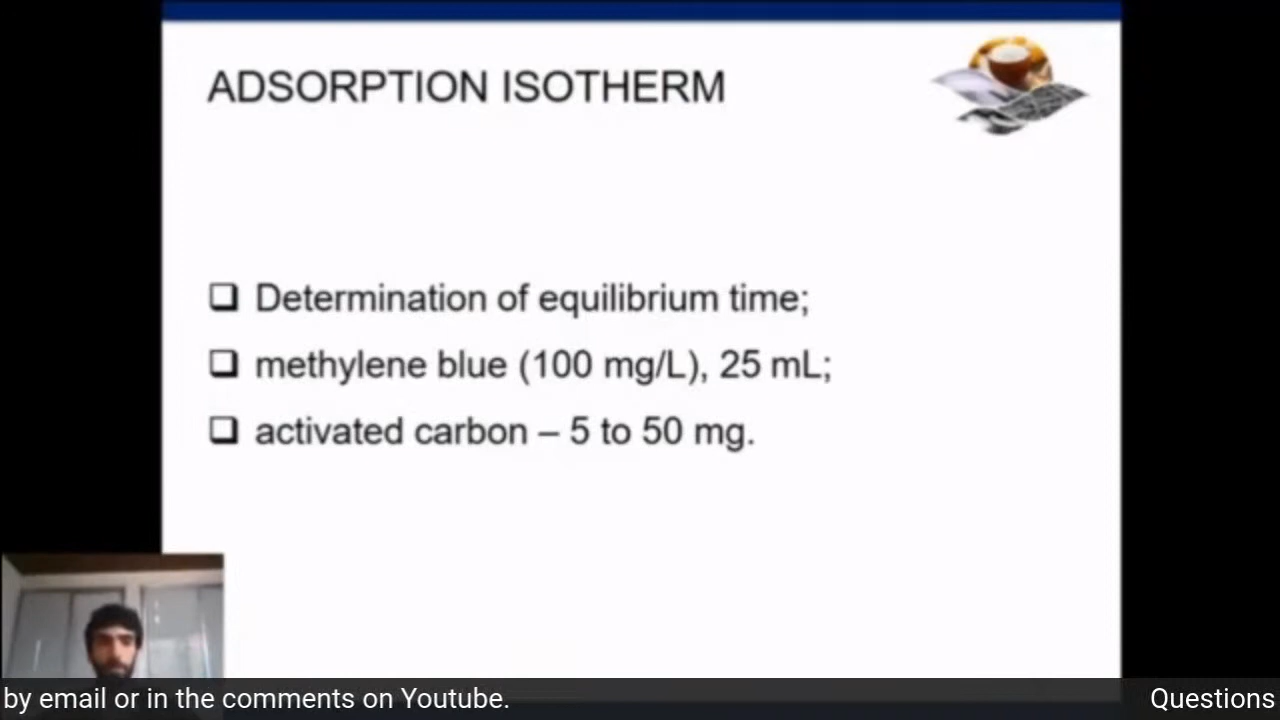 ADSORPTION ISOTHERM
Determination of equilibrium time;
methylene blue (100 mg/L), 25 mL;
activated carbon – 5 to 50 mg.
by email or in the comments on Youtube. Questions